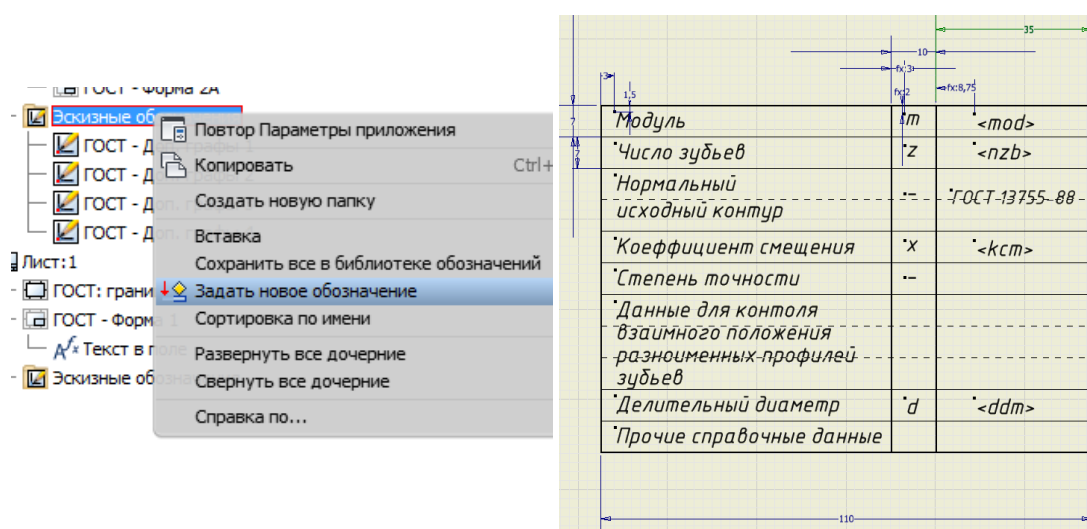 ГОСТ - Форма 2А
Эскизные об
ГОСТ - Д
ГОСТ - Д
ГОСТ - Д
ГОСТ - Доп. графы
Лист:1
ГОСТ: грани
ГОСТ - Форма 1
Текст в поле
Эскизные об
Повтор Параметры приложения
Копировать Ctrl+
Создать новую папку
Вставка
Сохранить все в библиотеке обозначений
Задать новое обозначение
Сортировка по имени
Развернуть все дочерние
Свернуть все дочерние
Справка по...
35
10
fx:3
3
1,5
fx:2
fx:8,75
7
Модуль m <mod>
7
Число зубьев z <nzb>
Нормальный
исходный контур – ГОСТ 13755-88
Коеффициент смещения x <kcm>
Степень точности –
Данные для контоля
взаимного положения
разноименных профилей
зубьев
Делительный диаметр d <ddm>
Прочие справочные данные
110